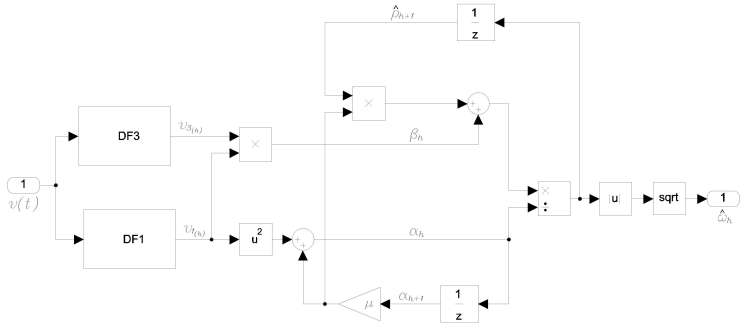 ρ̂ₕ₊₁
1
z
DF3
υ₃₍ₕ₎
×
×
+
+
βₕ
1
υ(t)
×
÷
|u|
sqrt
1
ω̂ₕ
DF1
υ₁₍ₕ₎
u²
+
+
αₕ
μ
αₕ₊₁
1
z